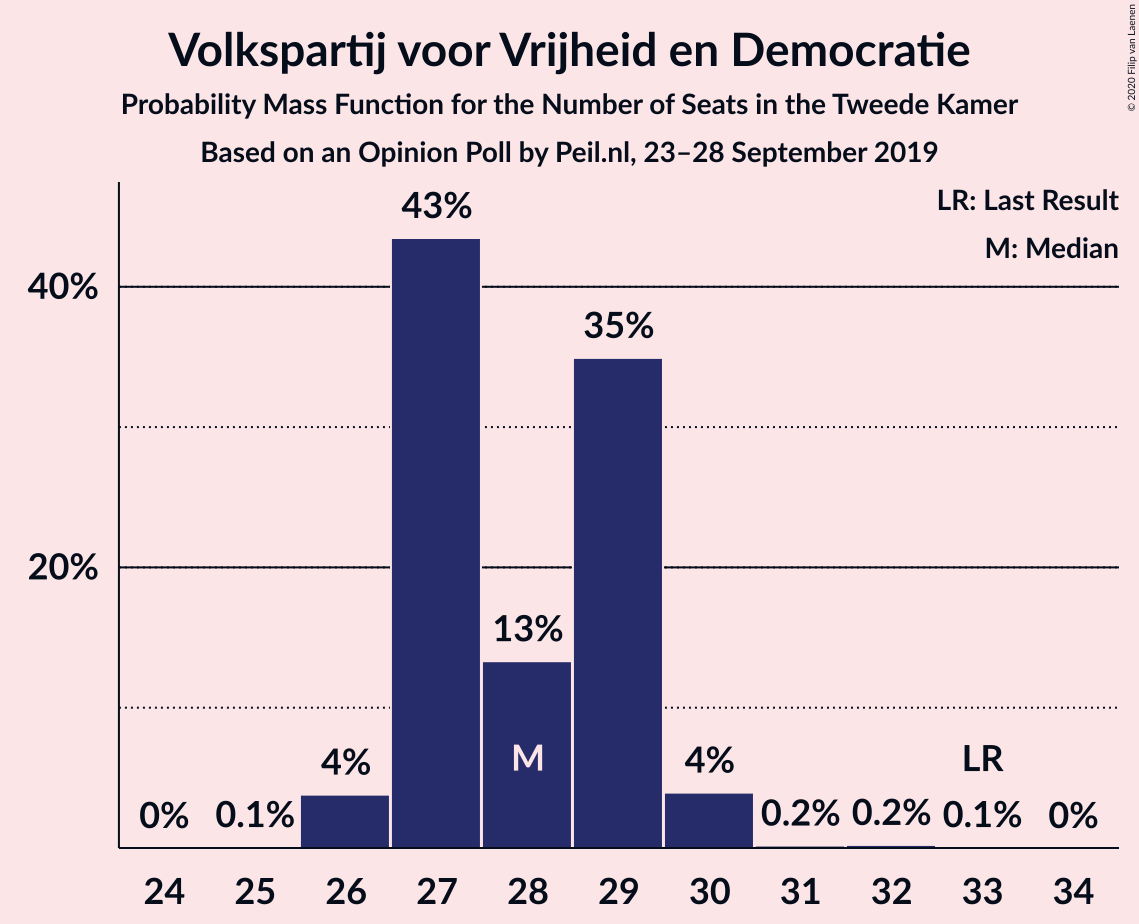 Volkspartij voor Vrijheid en Democratie
Probability Mass Function for the Number of Seats in the Tweede Kamer
Based on an Opinion Poll by Peil.nl, 23–28 September 2019
© 2020 Filip van Laenen
LR: Last Result
M: Median
40%
20%
0%
0.1%
4%
43%
13%
35%
4%
0.2%
0.2%
0.1%
0%
M
LR
24 25 26 27 28 29 30 31 32 33 34